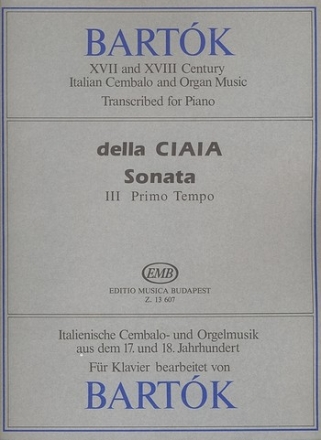 BARTÓK
XVII and XVIII Century
Italian Cembalo and Organ Music
Transcribed for Piano
della CIAIA
Sonata
III Primo Tempo
EMB
EDITIO MUSICA BUDAPEST
Z. 13 607
Italienische Cembalo- und Orgelmusik
aus dem 17. und 18. Jahrhundert
Für Klavier bearbeitet von
BARTÓK